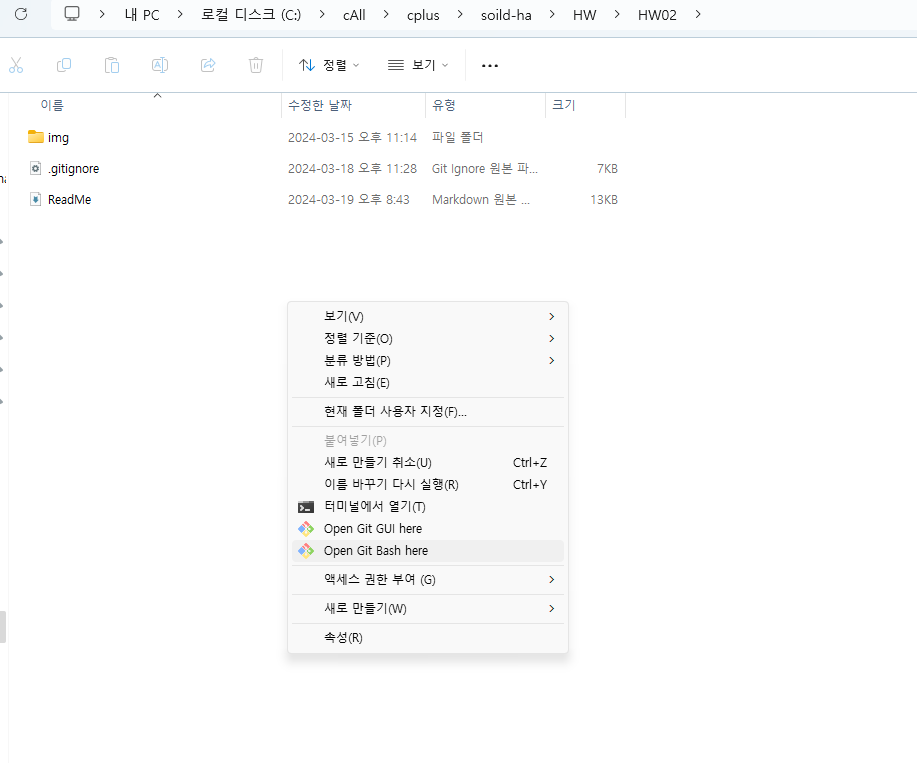 내 PC > 로컬 디스크 (C:) > cAll > cplus > soild-ha > HW > HW02 >
정렬 보기 ...
이름 수정한 날짜 유형 크기
img 2024-03-15 오후 11:14 파일 폴더
.gitignore 2024-03-18 오후 11:28 Git Ignore 원본 파... 7KB
ReadMe 2024-03-19 오후 8:43 Markdown 원본 ... 13KB
보기(V)
정렬 기준(O)
분류 방법(P)
새로 고침(E)
현재 폴더 사용자 지정(F)...
붙여넣기(P)
새로 만들기 취소(U) Ctrl+Z
이름 바꾸기 다시 실행(R) Ctrl+Y
터미널에서 열기(T)
Open Git GUI here
Open Git Bash here
액세스 권한 부여 (G)
새로 만들기(W)
속성(R)